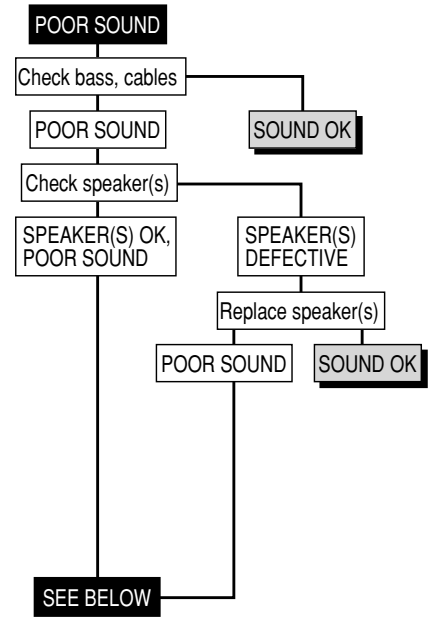 POOR SOUND
Check bass, cables
POOR SOUND
SOUND OK
Check speaker(s)
SPEAKER(S) OK,
POOR SOUND
SPEAKER(S)
DEFECTIVE
Replace speaker(s)
POOR SOUND
SOUND OK
SEE BELOW